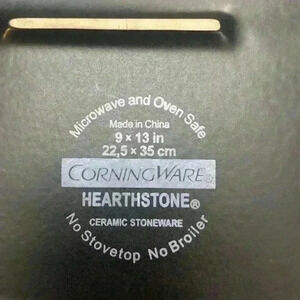 Microwave and Oven Safe
Made in China
9 x 13 in
22,5 x 35 cm
CORNINGWARE®
HEARTHSTONE®
CERAMIC STONEWARE
No Stovetop No Broiler